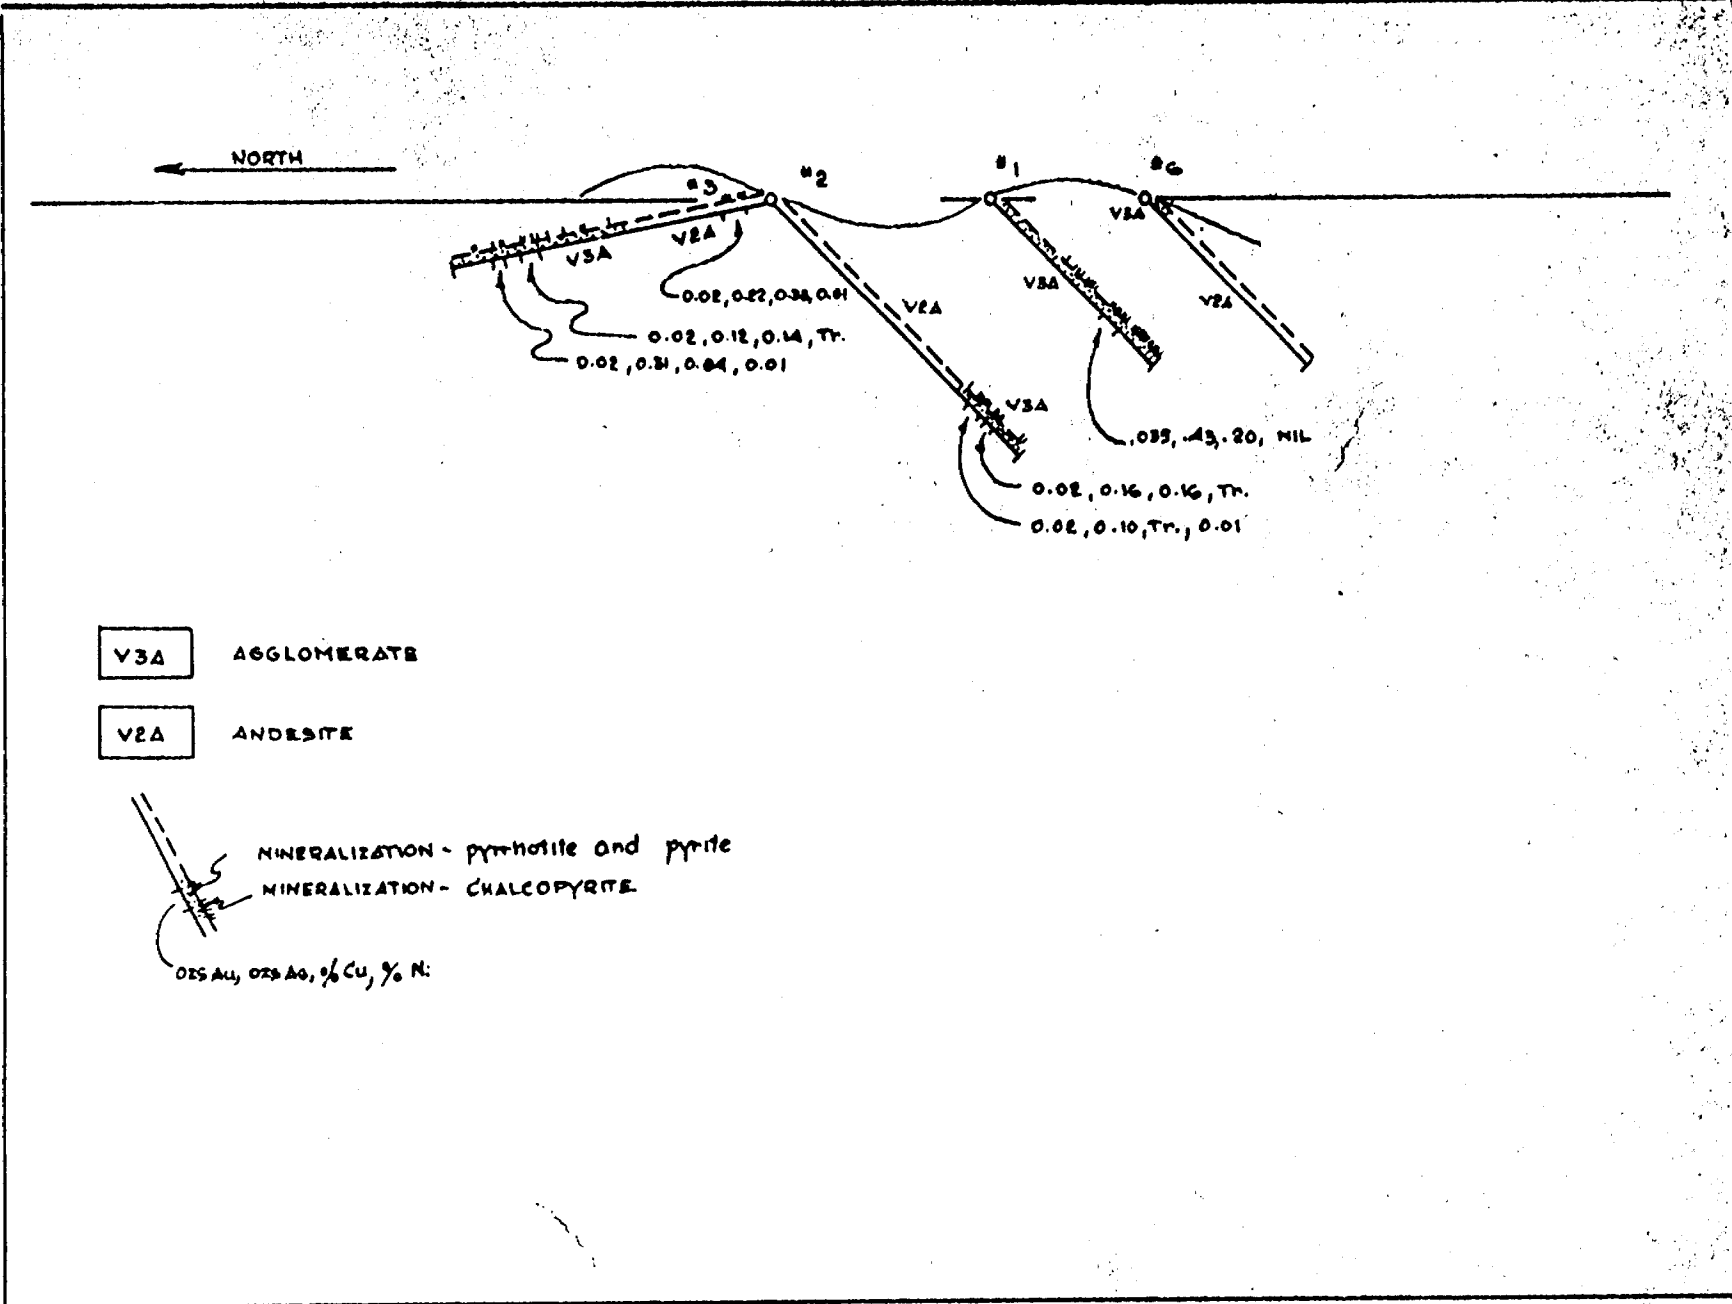 NORTH
#3
#2
#1
#6
V3A
V2A
V3A
V2A
V3A
V2A
V3A
0.02, 0.22, 0.38, 0.01
0.02, 0.12, 0.14, Tr.
0.02, 0.31, 0.04, 0.01
.035, .43, .20, NIL
0.02, 0.16, 0.16, Tr.
0.02, 0.10, Tr., 0.01
V3A AGGLOMERATE
V2A ANDESITE
MINERALIZATION - pyrrhotite and pyrite
MINERALIZATION - CHALCOPYRITE
OZS Au, OZS Ag, % Cu, % Ni